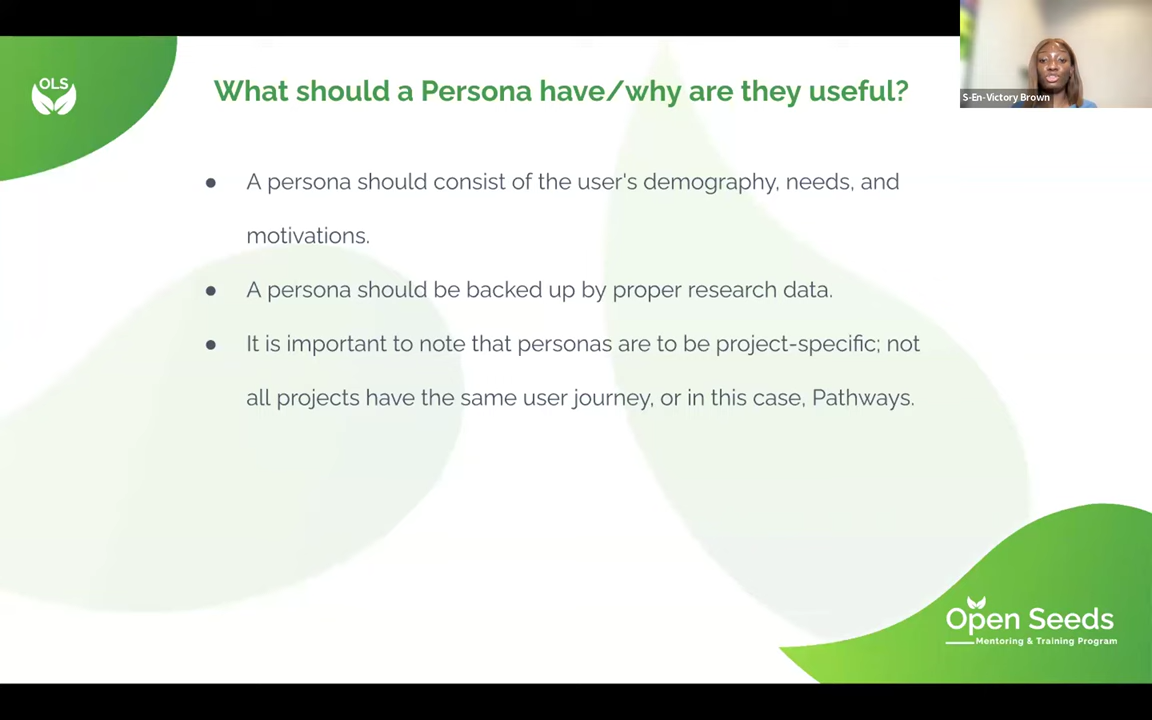 OLS
What should a Persona have/why are they useful?
S-En-Victory Brown
● A persona should consist of the user's demography, needs, and
motivations.
● A persona should be backed up by proper research data.
● It is important to note that personas are to be project-specific; not
all projects have the same user journey, or in this case, Pathways.
Open Seeds
Mentoring & Training Program